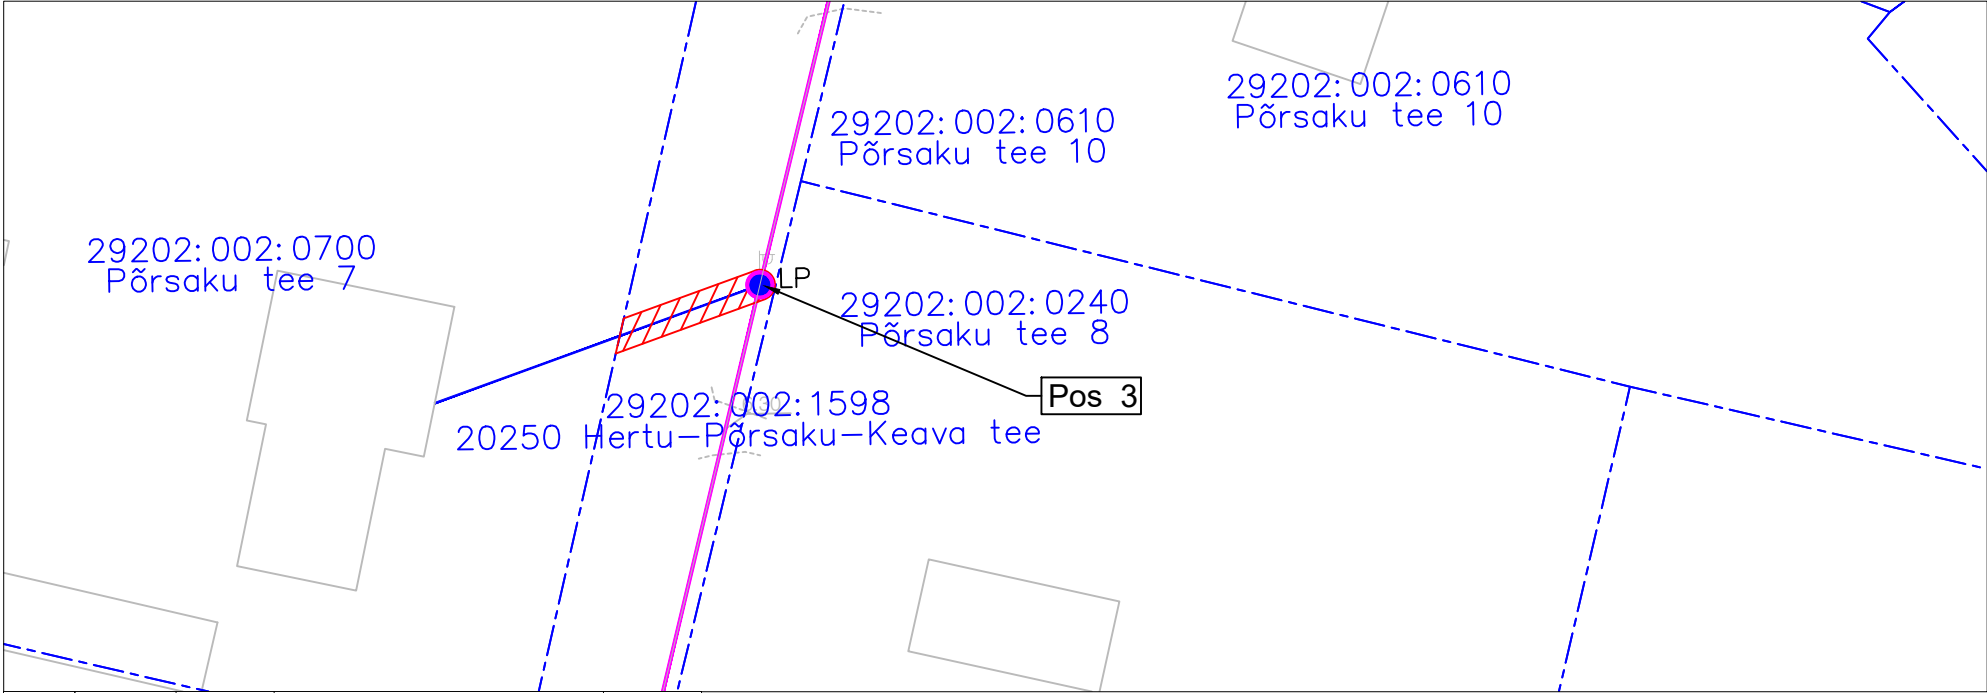 29202:002:0610
Põrsaku tee 10
29202:002:0610
Põrsaku tee 10
29202:002:0700
Põrsaku tee 7
LP
29202:002:0240
Põrsaku tee 8
Pos 3
29202:002:1598
20250 Hertu-Põrsaku-Keava tee